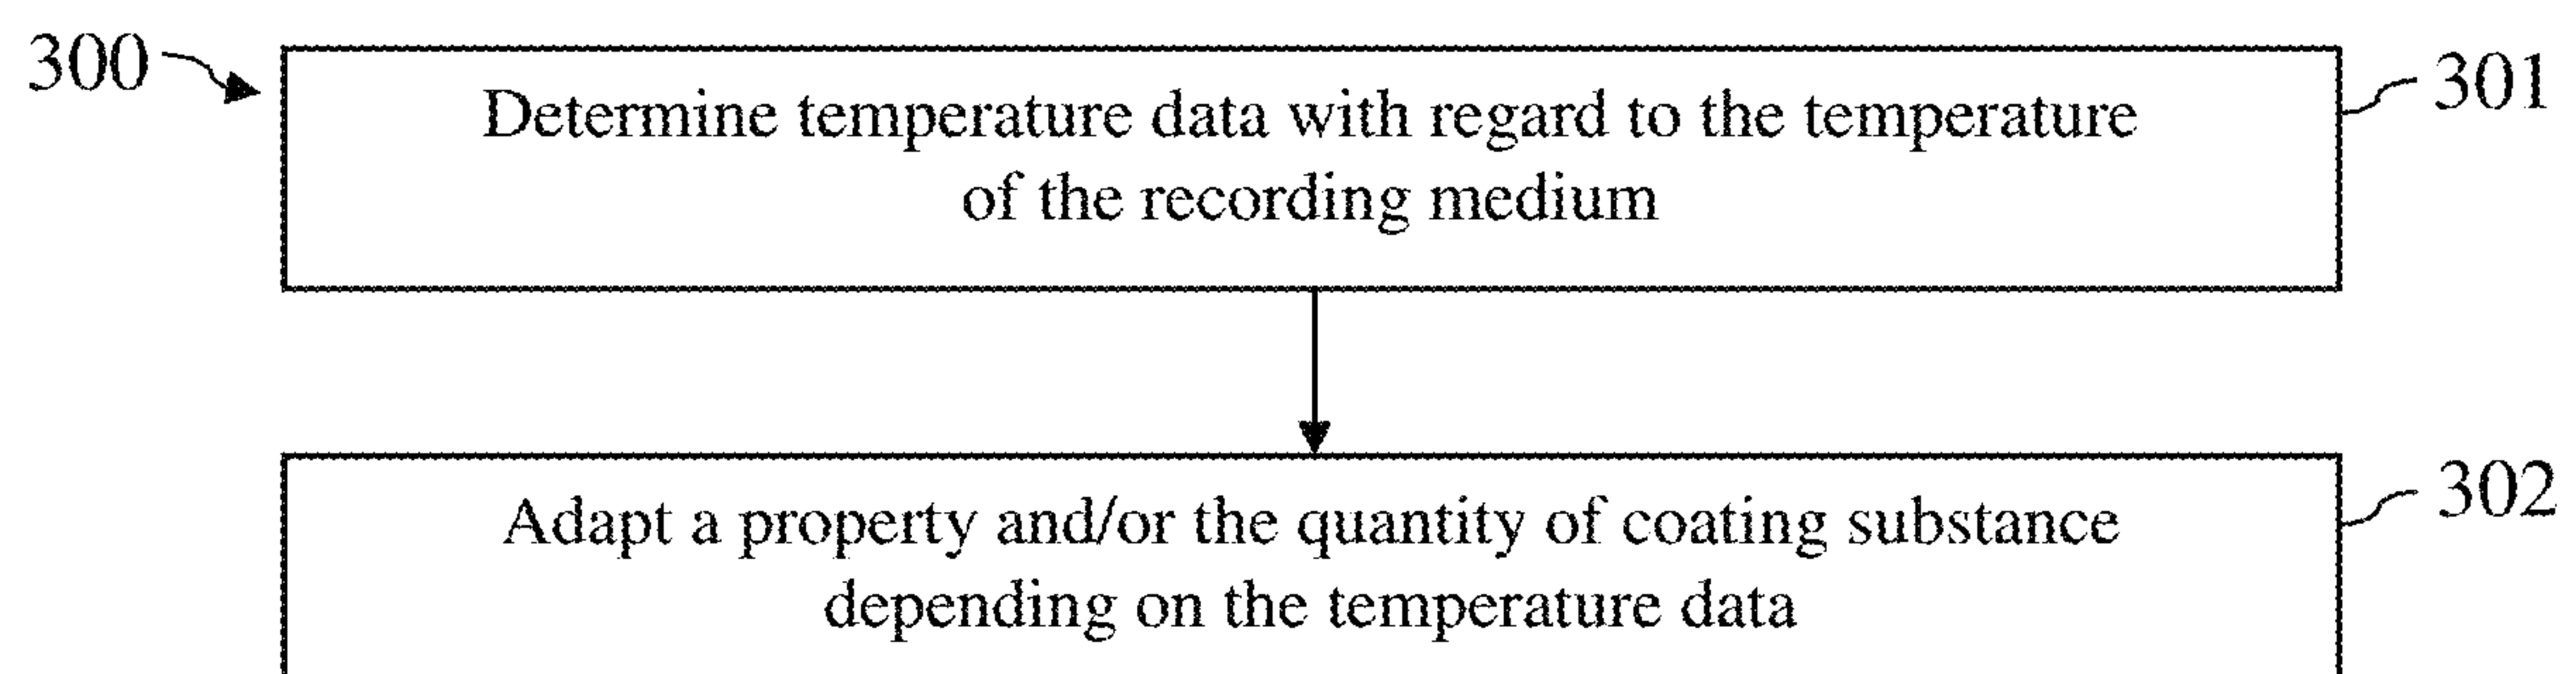 300
301
Determine temperature data with regard to the temperature
of the recording medium
302
Adapt a property and/or the quantity of coating substance
depending on the temperature data